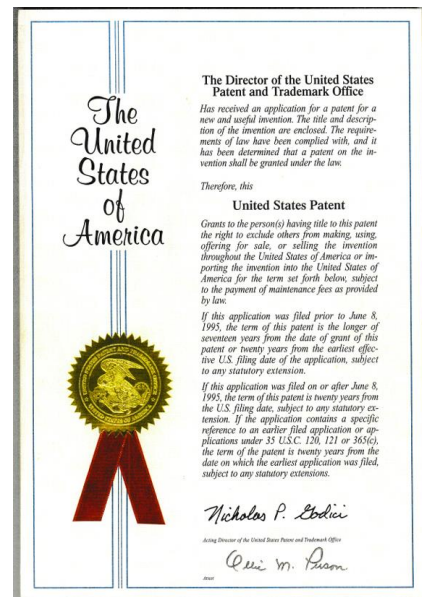 The
United
States
of
America
The Director of the United States
Patent and Trademark Office
Has received an application for a patent for a
new and useful invention. The title and descrip-
tion of the invention are enclosed. The require-
ments of law have been complied with, and it
has been determined that a patent on the in-
vention shall be granted under the law.
Therefore, this
United States Patent
Grants to the person(s) having title to this patent
the right to exclude others from making, using,
offering for sale, or selling the invention
throughout the United States of America or im-
porting the invention into the United States of
America for the term set forth below, subject
to the payment of maintenance fees as provided
by law.
If this application was filed prior to June 8,
1995, the term of this patent is the longer of
seventeen years from the date of grant of this
patent or twenty years from the earliest effec-
tive U.S. filing date of the application, subject
to any statutory extension.
If this application was filed on or after June 8,
1995, the term of this patent is twenty years from
the U.S. filing date, subject to any statutory ex-
tension. If the application contains a specific
reference to an earlier filed application or ap-
plications under 35 U.S.C. 120, 121 or 365(c),
the term of the patent is twenty years from the
date on which the earliest application was filed,
subject to any statutory extensions.
Nicholas P. Godici
Acting Director of the United States Patent and Trademark Office
Ollie M. Person